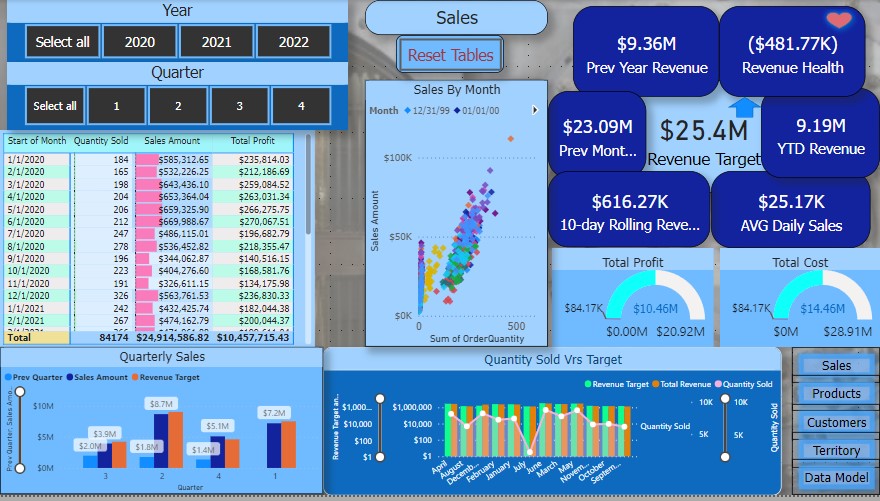 Year
Select all 2020 2021 2022
Quarter
Select all 1 2 3 4
Sales
Reset Tables
$9.36M
Prev Year Revenue
($481.77K)
Revenue Health
$23.09M
Prev Mont...
$25.4M
Revenue Target
9.19M
YTD Revenue
$616.27K
10-day Rolling Reve...
$25.17K
AVG Daily Sales
Start of Month Quantity Sold Sales Amount Total Profit
1/1/2020 184 $585,312.65 $235,814.03
2/1/2020 165 $532,226.25 $212,186.69
3/1/2020 198 $643,436.10 $259,084.52
4/1/2020 204 $653,364.04 $263,031.34
5/1/2020 206 $659,325.90 $266,275.75
6/1/2020 212 $669,988.67 $270,067.51
7/1/2020 247 $486,115.01 $196,682.79
8/1/2020 278 $536,452.82 $218,355.47
9/1/2020 196 $344,062.87 $140,516.15
10/1/2020 223 $404,276.60 $168,581.76
11/1/2020 191 $326,611.15 $134,175.98
12/1/2020 326 $563,761.53 $236,830.33
1/1/2021 242 $432,425.74 $182,044.38
2/1/2021 267 $474,162.79 $200,044.37
Total 84174 $24,914,586.82 $10,457,715.43
Sales By Month
Month 12/31/99 01/01/00
Sales Amount
$100K
$50K
$0K
0 500
Sum of OrderQuantity
Total Profit
$84.17K
$10.46M
$0.00M $20.92M
Total Cost
$84.17K
$14.46M
$0M $28.91M
Quarterly Sales
Prev Quarter Sales Amount Revenue Target
Prev Quarter, Sales Amo...
$10M
$5M
$0M
$2.0M
$3.9M
$1.8M
$8.7M
$1.4M
$5.1M
$7.2M
3 2 4 1
Quarter
Quantity Sold Vrs Target
Revenue Target Total Revenue Quantity Sold
Revenue Target an...
$1,000... $1,000,000
$10,000 $10,000
$100 $100
$1 $1
Quantity Sold
10K 10K
5K 5K
Quantity Sold
April
August
Decemb...
February
January
July
June
March
May
Novem...
October
Septem...
Sales
Products
Customers
Territory
Data Model